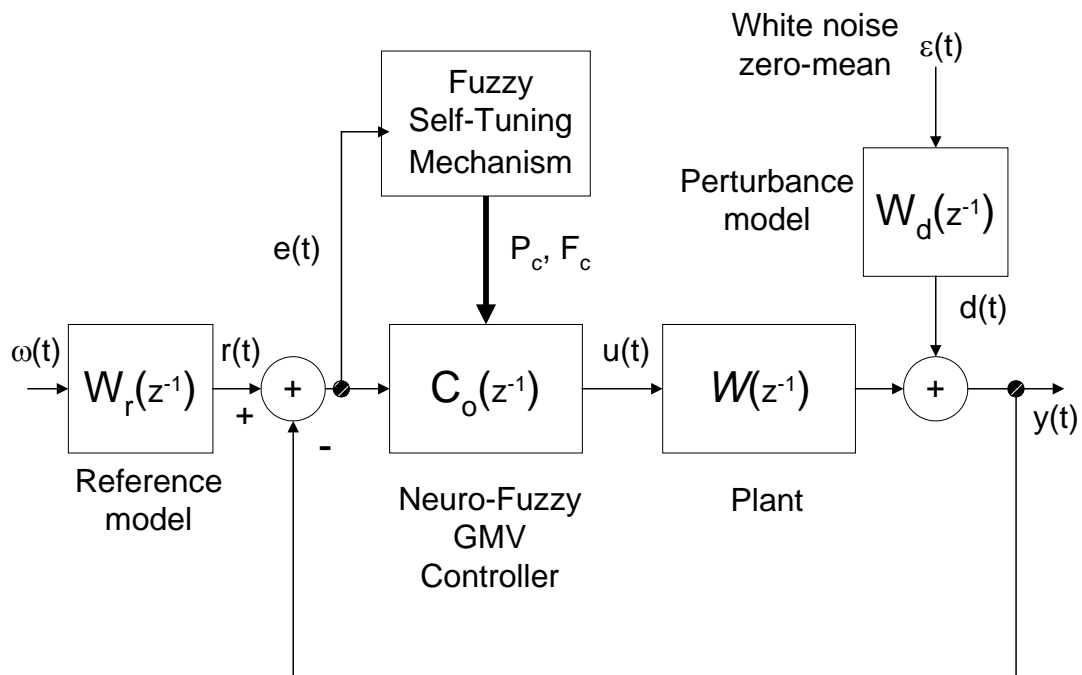 White noise
zero-mean
ε(t)
Fuzzy
Self-Tuning
Mechanism
Perturbance
model
W_d(z⁻¹)
e(t)
P_c, F_c
d(t)
ω(t)
W_r(z⁻¹)
r(t)
+
+
-
C_o(z⁻¹)
u(t)
W(z⁻¹)
+
y(t)
Reference
model
Neuro-Fuzzy
GMV
Controller
Plant